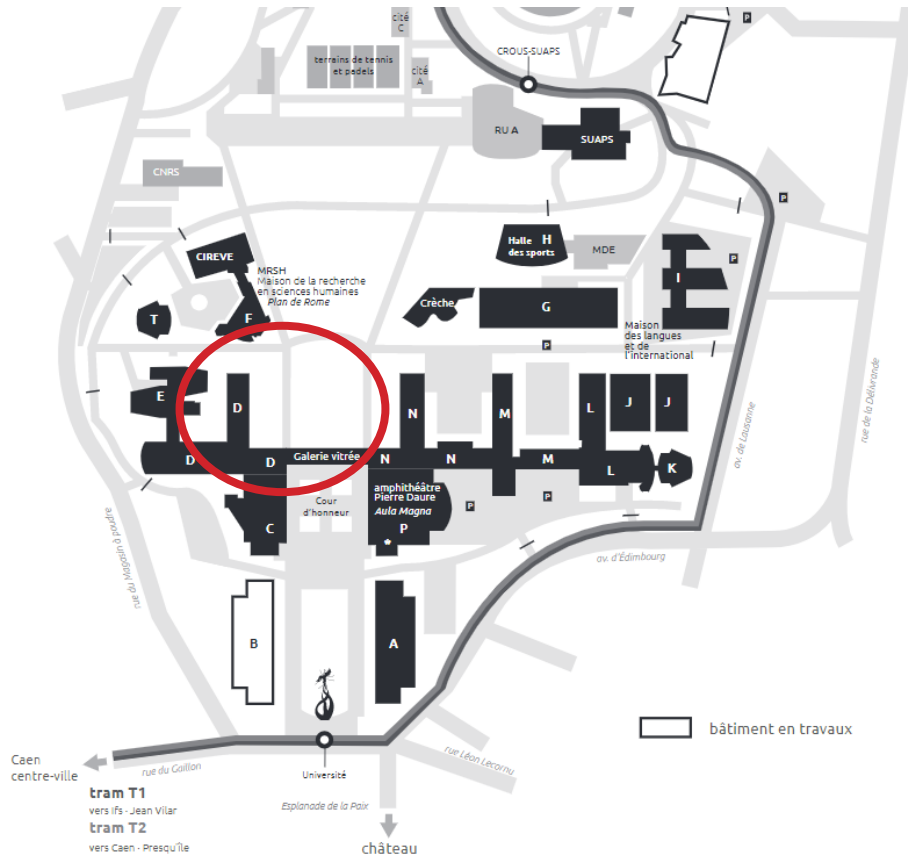 cité
C
CROUS-SUAPS
P
terrains de tennis
et padels
cité
A
RU A
SUAPS
CNRS
P
CIREVE
Halle H
des sports
MDE
P
I
MRSH
Maison de la recherche
en sciences humaines
Plan de Rome
F
T
Crèche
G
Maison
des langues
et de
l'international
P
E
D
N
M
L
J
J
rue de la Délivrande
av. de Lausanne
D
D
Galerie vitrée
N
N
M
L
K
amphithéâtre
Pierre Daure
Aula Magna
P
*
Cour
d'honneur
C
P
P
rue du Magasin à poudre
av. d'Édimbourg
B
A
bâtiment en travaux
Caen
centre-ville
rue du Gaillon
Université
rue Léon Lecornu
tram T1
vers Ifs - Jean Vilar
tram T2
vers Caen - Presqu'île
Esplanade de la Paix
château